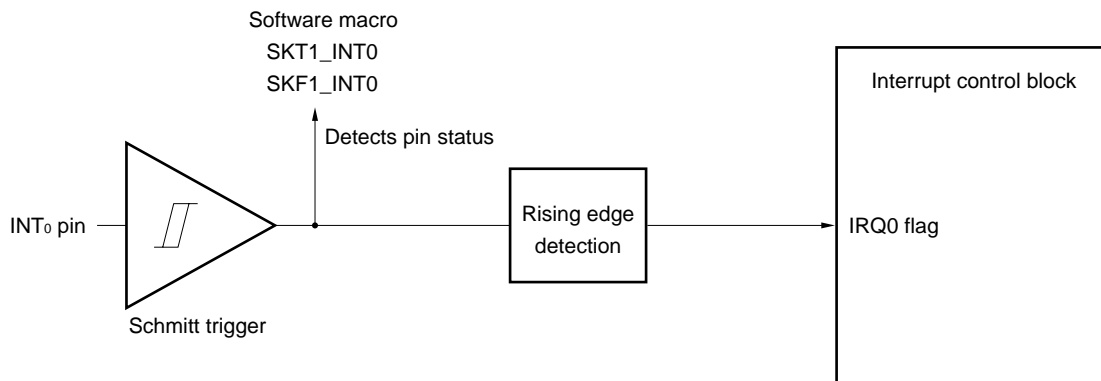 Software macro
SKT1_INT0
SKF1_INT0
Interrupt control block
Detects pin status
INT₀ pin
Rising edge
detection
IRQ0 flag
Schmitt trigger